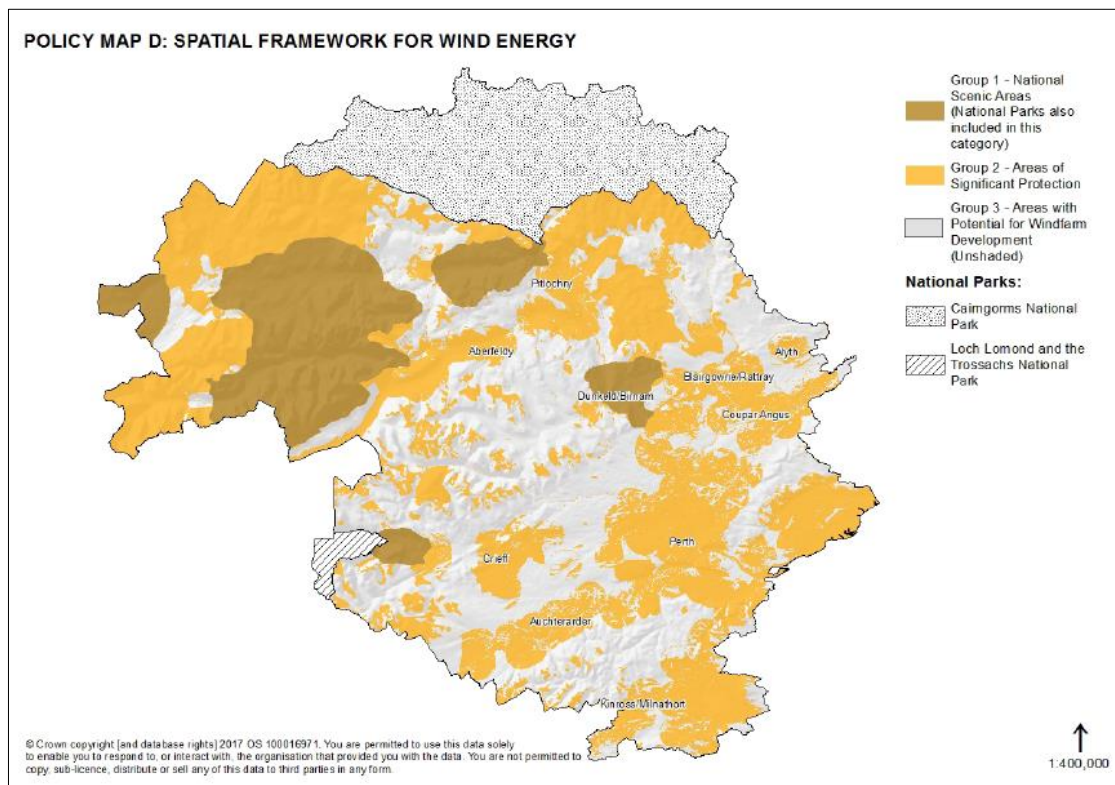 POLICY MAP D: SPATIAL FRAMEWORK FOR WIND ENERGY
Group 1 - National
Scenic Areas
(National Parks also
included in this
category)
Group 2 - Areas of
Significant Protection
Group 3 - Areas with
Potential for Windfarm
Development
(Unshaded)
National Parks:
Cairngorms National
Park
Loch Lomond and the
Trossachs National
Park
Pitlochry
Aberfeldy
Alyth
Blairgowrie/Rattray
Dunkeld/Birnam
Coupar Angus
Perth
Crieff
Auchterarder
Kinross/Milnathort
© Crown copyright [and database rights] 2017 OS 100016971. You are permitted to use this data solely
to enable you to respond to, or interact with, the organisation that provided you with the data. You are not permitted to
copy, sub-licence, distribute or sell any of this data to third parties in any form.
1:400,000